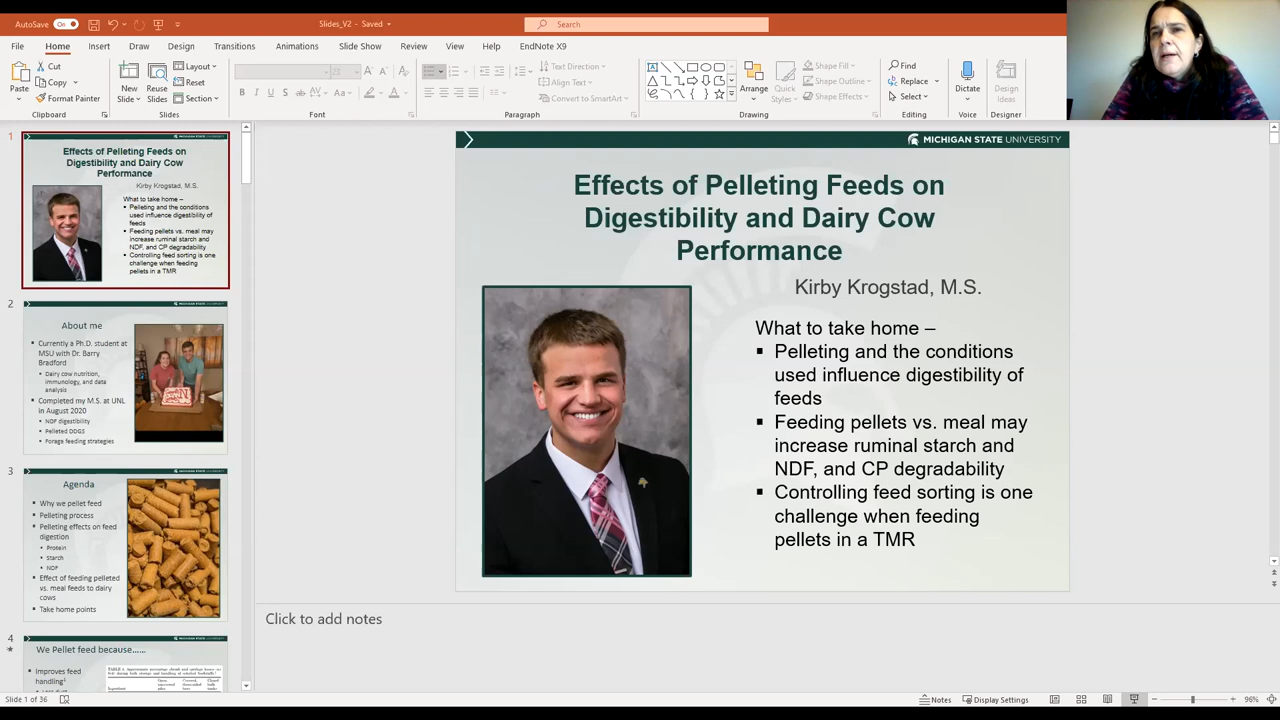 AutoSave On Slides_V2 - Saved Search
File Home Insert Draw Design Transitions Animations Slide Show Review View Help EndNote X9
Paste Cut Copy Format Painter Clipboard
New Slide Reuse Slides Layout Reset Section Slides
B I U S ab AV Aa A Font
Text Direction Align Text Convert to SmartArt Paragraph
Arrange Quick Styles Shape Fill Shape Outline Shape Effects Drawing
Find Replace Select Editing
Dictate Voice
Design Ideas Designer
1
MICHIGAN STATE UNIVERSITY
Effects of Pelleting Feeds on
Digestibility and Dairy Cow
Performance
Kirby Krogstad, M.S.
What to take home –
Pelleting and the conditions
used influence digestibility of
feeds
Feeding pellets vs. meal may
increase ruminal starch and
NDF, and CP degradability
Controlling feed sorting is one
challenge when feeding
pellets in a TMR
2
About me
Currently a Ph.D. student at
MSU with Dr. Barry
Bradford
Dairy cow nutrition,
immunology, and data
analysis
Completed my M.S. at UNL
in August 2020
NDF digestibility
Pelleted DDGS
Forage feeding strategies
3
Agenda
Why we pellet feed
Pelleting process
Pelleting effects on feed
digestion
Protein
Starch
NDF
Effect of feeding pelleted
vs. meal feeds to dairy
cows
Take home points
4
We Pellet feed because......
Improves feed
handling¹
MICHIGAN STATE UNIVERSITY
Effects of Pelleting Feeds on
Digestibility and Dairy Cow
Performance
Kirby Krogstad, M.S.
What to take home –
Pelleting and the conditions
used influence digestibility of
feeds
Feeding pellets vs. meal may
increase ruminal starch and
NDF, and CP degradability
Controlling feed sorting is one
challenge when feeding
pellets in a TMR
Click to add notes
Slide 1 of 36 Notes Display Settings 96%